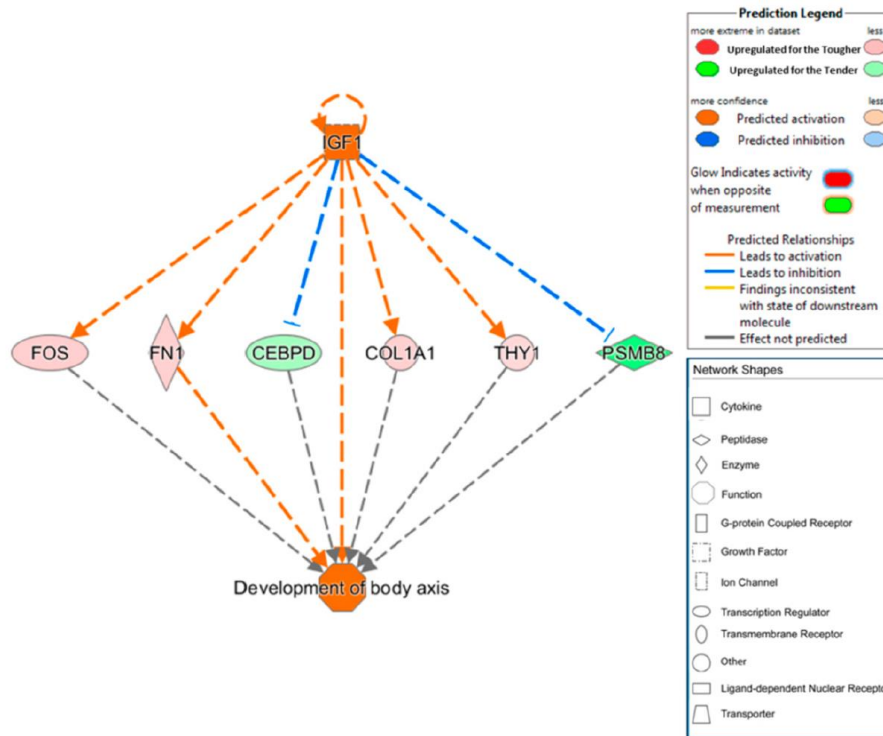 IGF1
FOS
FN1
CEBPD
COL1A1
THY1
PSMB8
Development of body axis
Prediction Legend
more extreme in dataset less
Upregulated for the Tougher
Upregulated for the Tender
more confidence less
Predicted activation
Predicted inhibition
Glow Indicates activity
when opposite
of measurement
Predicted Relationships
Leads to activation
Leads to inhibition
Findings inconsistent
with state of downstream
molecule
Effect not predicted
Network Shapes
Cytokine
Peptidase
Enzyme
Function
G-protein Coupled Receptor
Growth Factor
Ion Channel
Transcription Regulator
Transmembrane Receptor
Other
Ligand-dependent Nuclear Recepto
Transporter